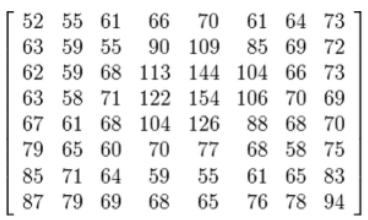 52 55 61 66 70 61 64 73
63 59 55 90 109 85 69 72
62 59 68 113 144 104 66 73
63 58 71 122 154 106 70 69
67 61 68 104 126 88 68 70
79 65 60 70 77 68 58 75
85 71 64 59 55 61 65 83
87 79 69 68 65 76 78 94